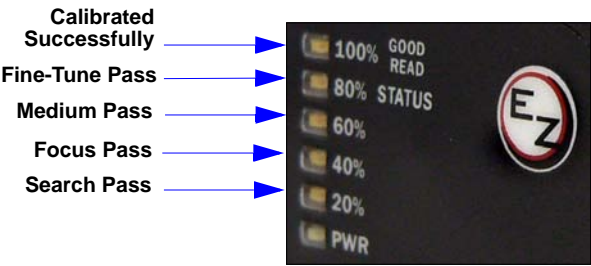 Calibrated
Successfully
Fine-Tune Pass
Medium Pass
Focus Pass
Search Pass
100% GOOD
READ
80% STATUS
60%
40%
20%
PWR
EZ